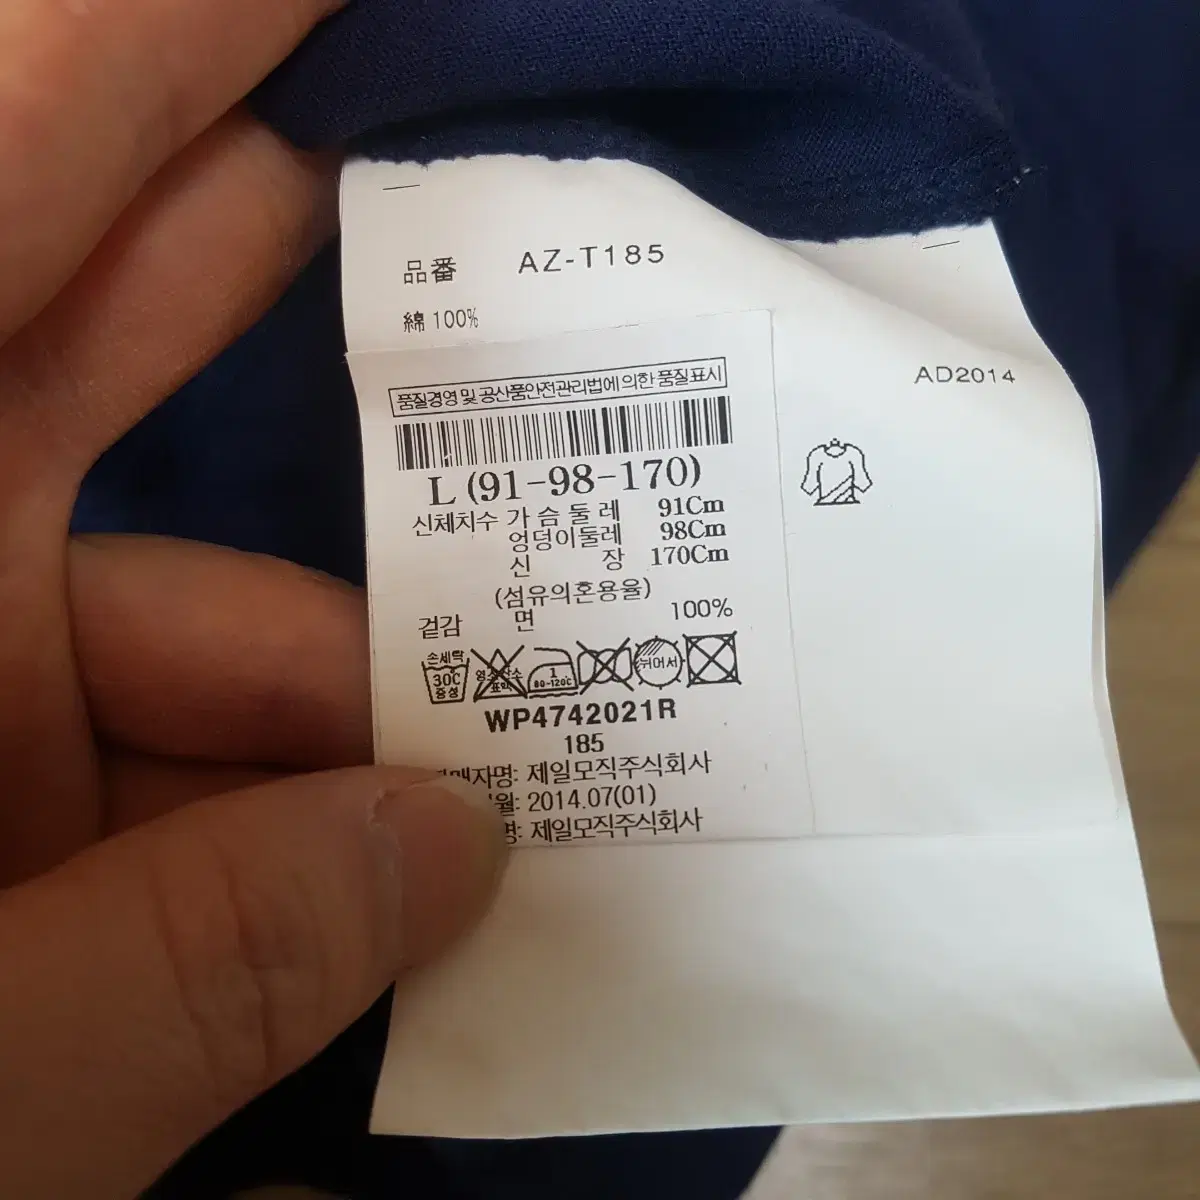 品番 AZ-T185
綿 100%
AD2014
품질경영 및 공산품안전관리법에 의한 품질표시
L (91-98-170)
신체치수 가슴둘레 91Cm
엉덩이둘레 98Cm
신장 170Cm
(섬유의혼용율)
겉감 면 100%
손세탁
30℃
중성
표백
1
80-120℃
뉘어서
WP4742021R
185
제일모직주식회사
2014.07(01)
제일모직주식회사